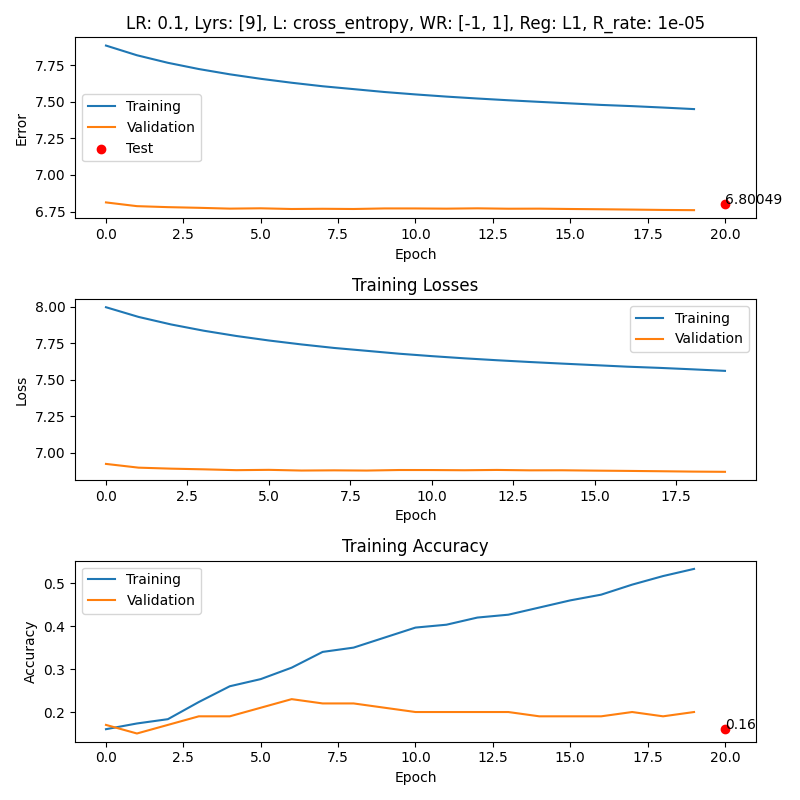 LR: 0.1, Lyrs: [9], L: cross_entropy, WR: [-1, 1], Reg: L1, R_rate: 1e-05
7.75
7.50
7.25
7.00
6.75
Error
Training
Validation
Test
6.80049
0.0 2.5 5.0 7.5 10.0 12.5 15.0 17.5 20.0
Epoch
Training Losses
8.00
7.75
7.50
7.25
7.00
Loss
Training
Validation
0.0 2.5 5.0 7.5 10.0 12.5 15.0 17.5
Epoch
Training Accuracy
0.5
0.4
0.3
0.2
Accuracy
Training
Validation
0.16
0.0 2.5 5.0 7.5 10.0 12.5 15.0 17.5 20.0
Epoch